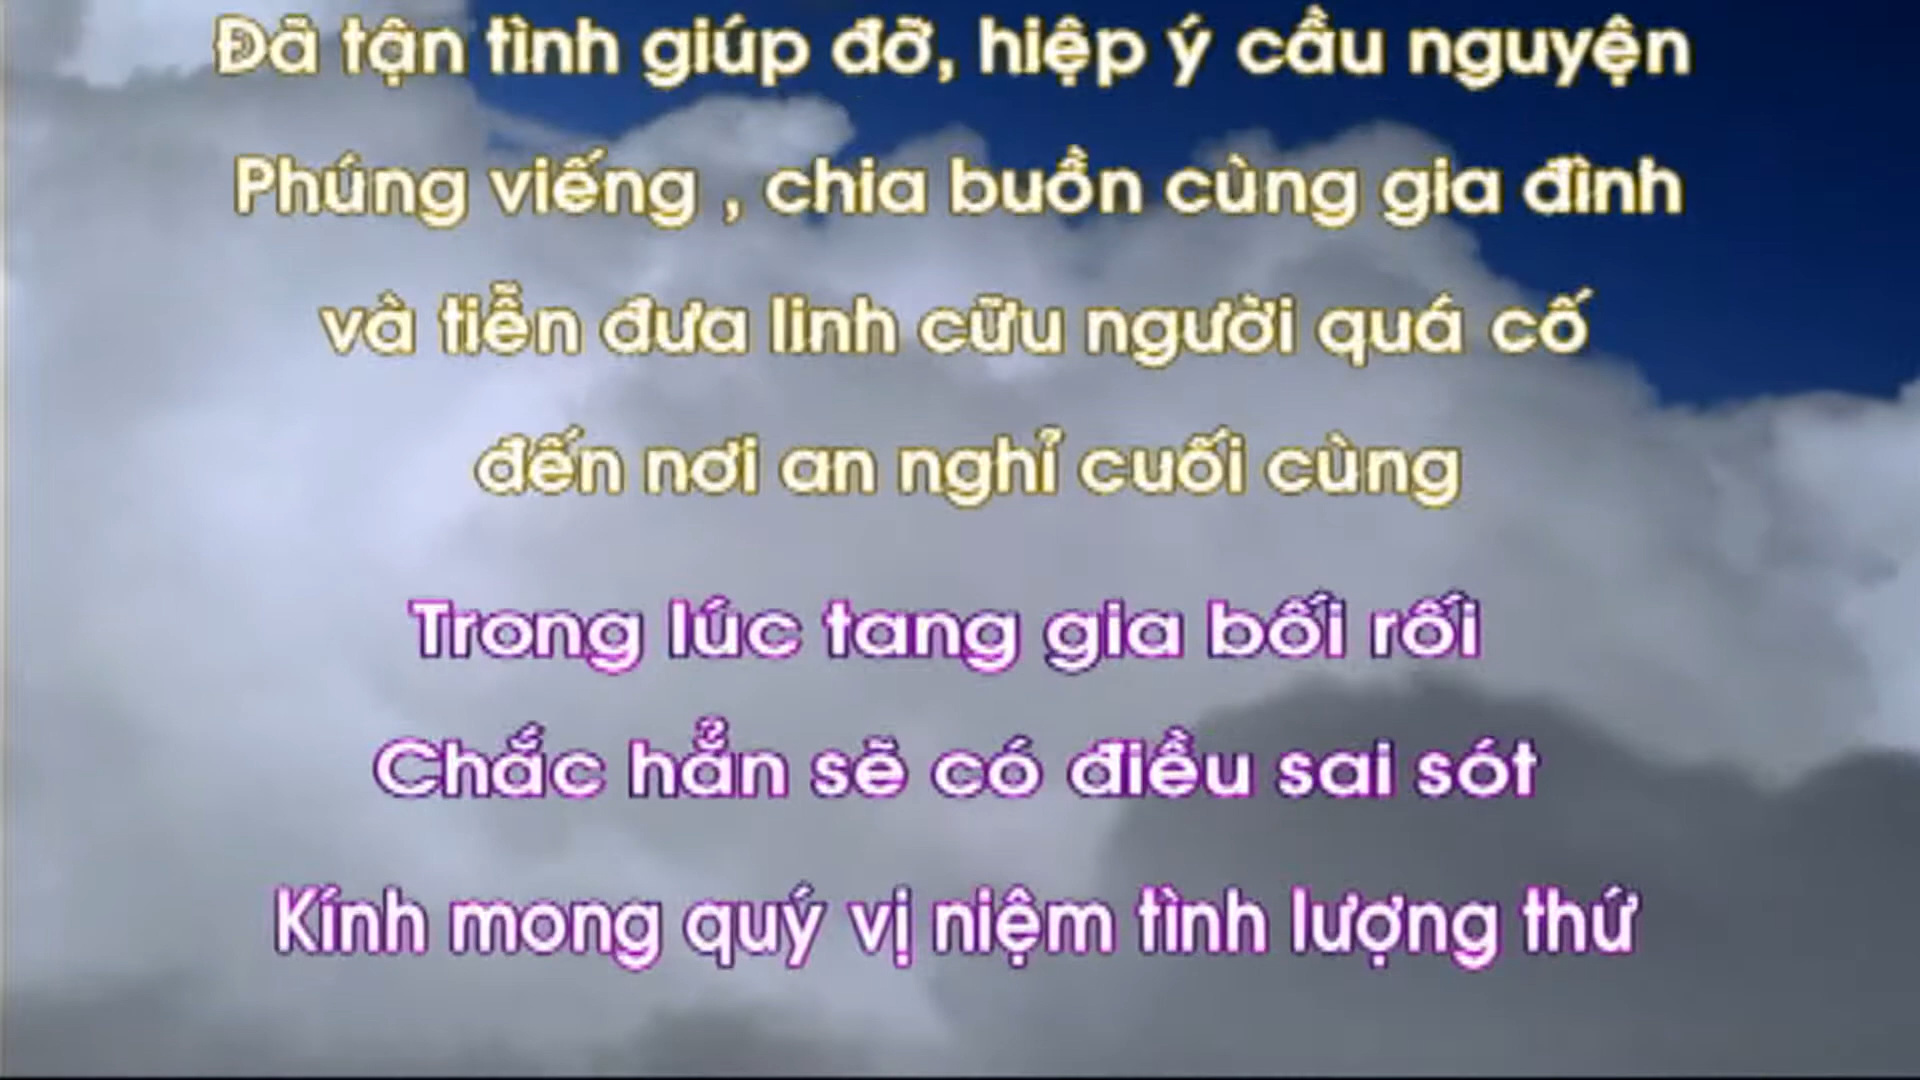 Đã tận tình giúp đỡ, hiệp ý cầu nguyện
Phúng viếng , chia buồn cùng gia đình
và tiễn đưa linh cữu người quá cố
đến nơi an nghỉ cuối cùng
Trong lúc tang gia bối rối
Chắc hẳn sẽ có điều sai sót
Kính mong quý vị niệm tình lượng thứ